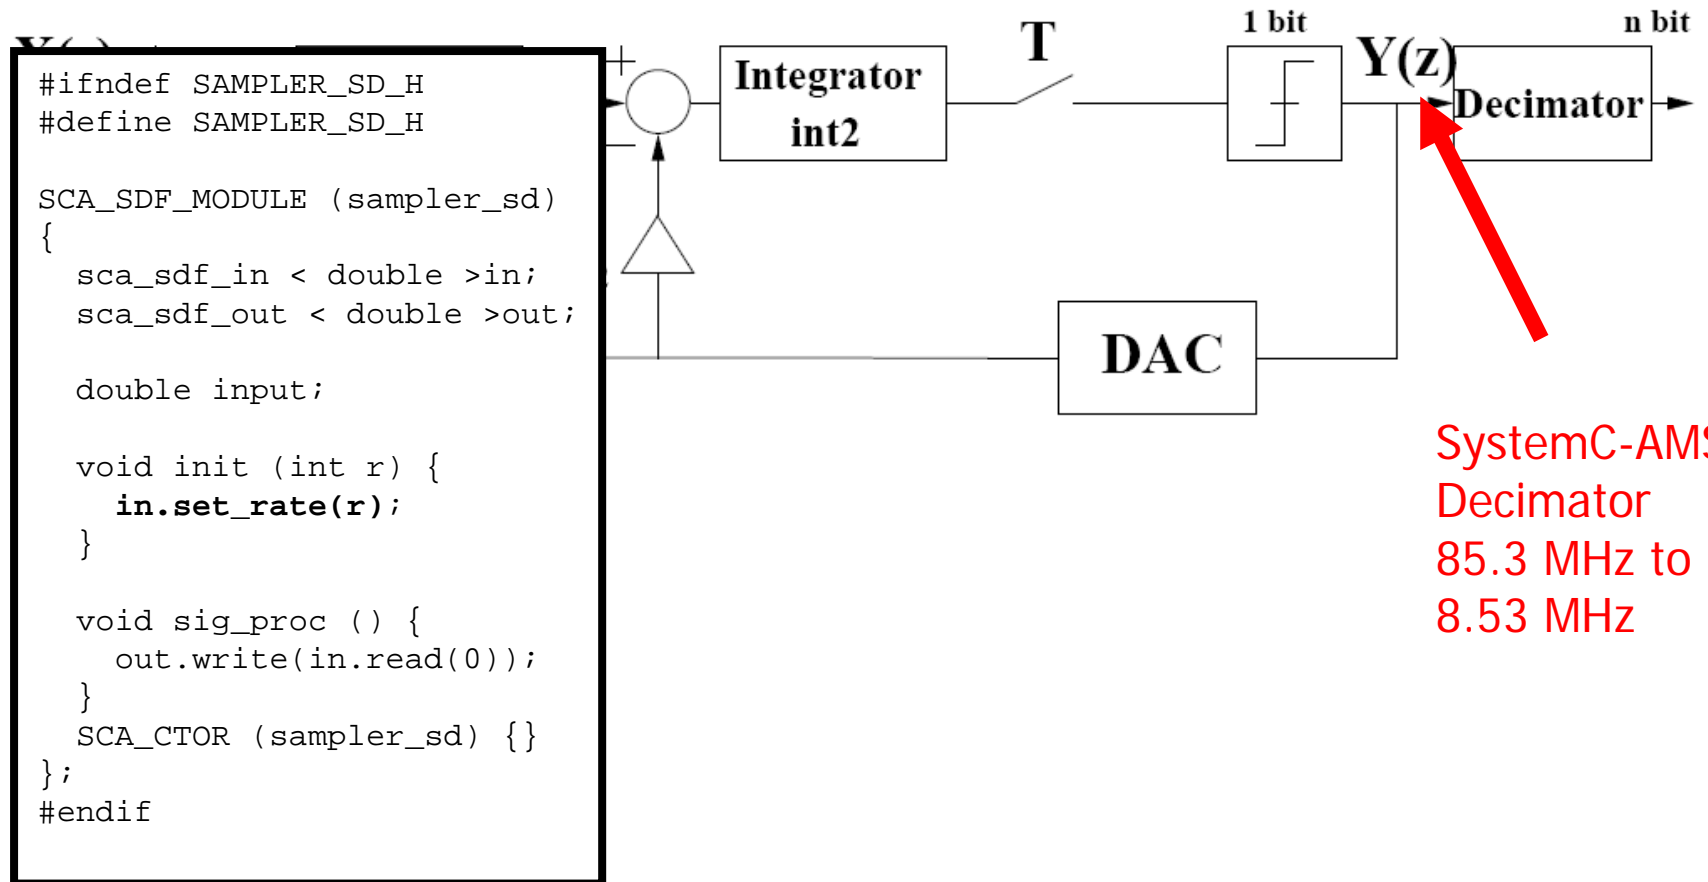 #ifndef SAMPLER_SD_H
#define SAMPLER_SD_H
SCA_SDF_MODULE (sampler_sd)
{
sca_sdf_in < double >in;
sca_sdf_out < double >out;
double input;
void init (int r) {
in.set_rate(r);
}
void sig_proc () {
out.write(in.read(0));
}
SCA_CTOR (sampler_sd) {}
};
#endif
+
−
Integrator
int2
T
1 bit
Y(z)
n bit
Decimator
DAC
SystemC-AMS
Decimator
85.3 MHz to
8.53 MHz